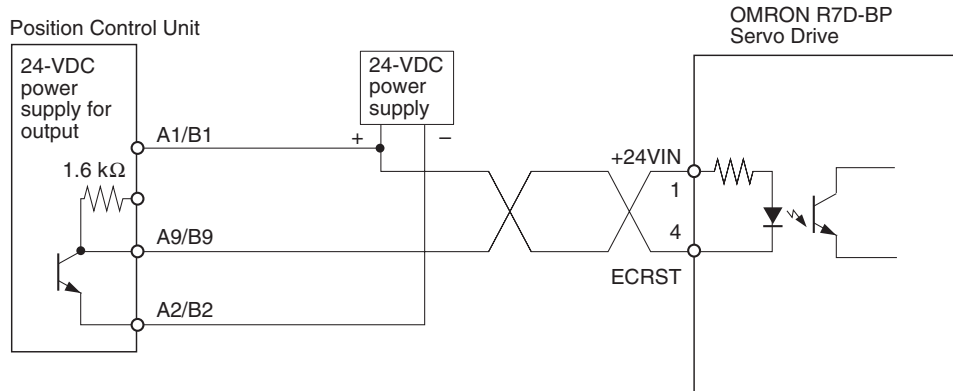 Position Control Unit
24-VDC
power
supply for
output
1.6 kΩ
A1/B1
A9/B9
A2/B2
24-VDC
power
supply
+
−
OMRON R7D-BP
Servo Drive
+24VIN
1
4
ECRST